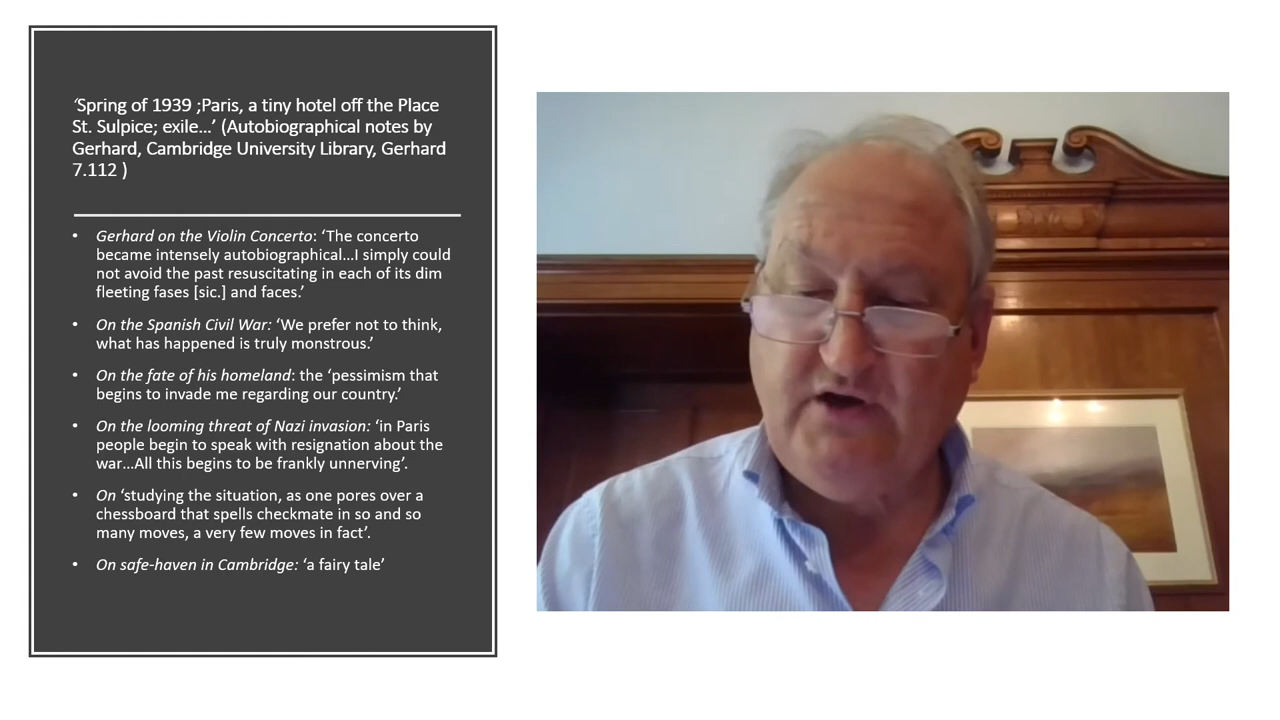 ‘Spring of 1939 ;Paris, a tiny hotel off the Place
St. Sulpice; exile…’ (Autobiographical notes by
Gerhard, Cambridge University Library, Gerhard
7.112 )
• Gerhard on the Violin Concerto: ‘The concerto
became intensely autobiographical…I simply could
not avoid the past resuscitating in each of its dim
fleeting fases [sic.] and faces.’
• On the Spanish Civil War: ‘We prefer not to think,
what has happened is truly monstrous.’
• On the fate of his homeland: the ‘pessimism that
begins to invade me regarding our country.’
• On the looming threat of Nazi invasion: ‘in Paris
people begin to speak with resignation about the
war…All this begins to be frankly unnerving’.
• On ‘studying the situation, as one pores over a
chessboard that spells checkmate in so and so
many moves, a very few moves in fact’.
• On safe-haven in Cambridge: ‘a fairy tale’